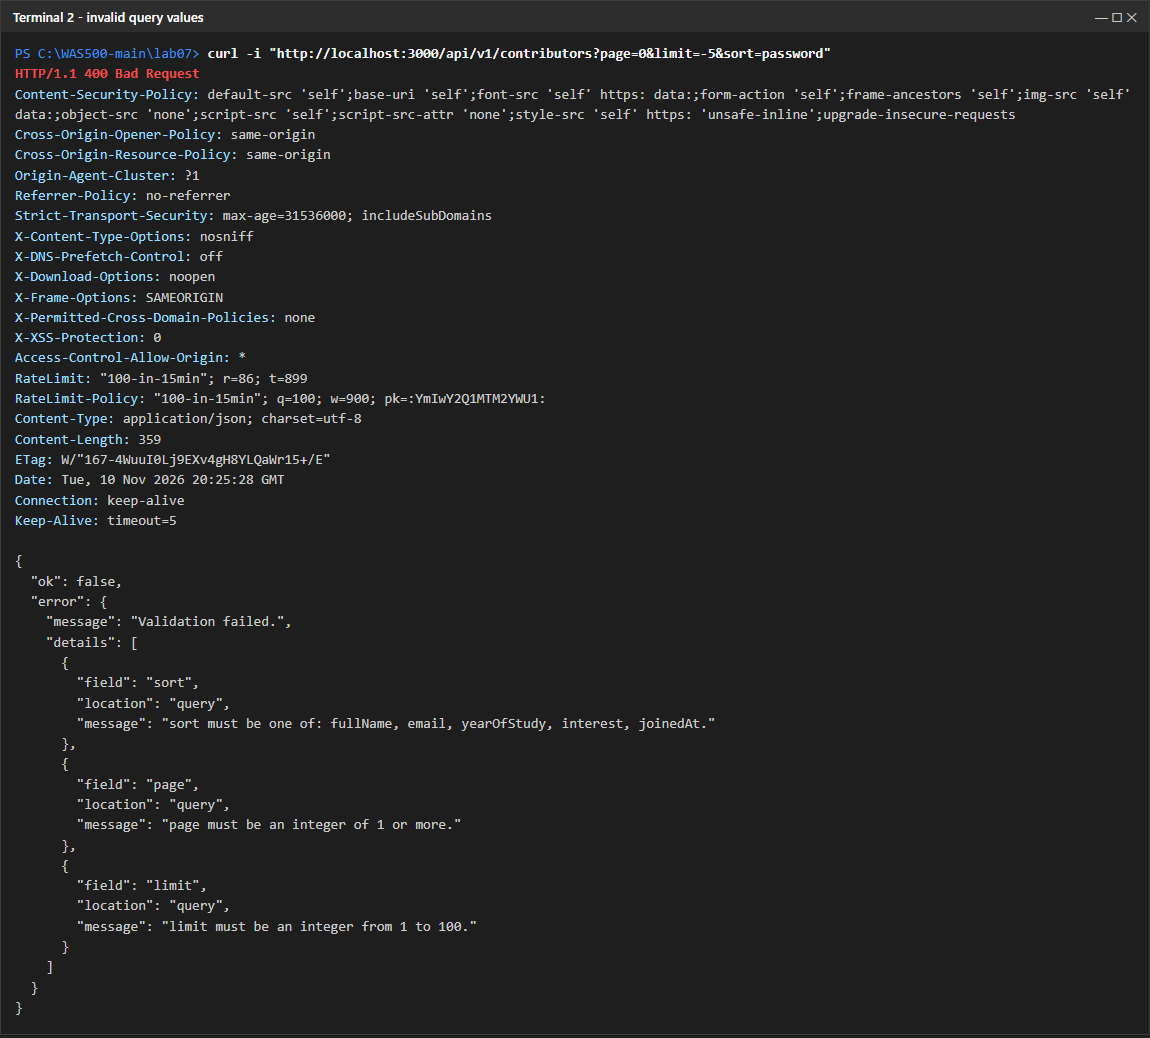 Terminal 2 - invalid query values
PS C:\WAS500-main\lab07> curl -i "http://localhost:3000/api/v1/contributors?page=0&limit=-5&sort=password"
HTTP/1.1 400 Bad Request
Content-Security-Policy: default-src 'self';base-uri 'self';font-src 'self' https: data:;form-action 'self';frame-ancestors 'self';img-src 'self'
data:;object-src 'none';script-src 'self';script-src-attr 'none';style-src 'self' https: 'unsafe-inline';upgrade-insecure-requests
Cross-Origin-Opener-Policy: same-origin
Cross-Origin-Resource-Policy: same-origin
Origin-Agent-Cluster: ?1
Referrer-Policy: no-referrer
Strict-Transport-Security: max-age=31536000; includeSubDomains
X-Content-Type-Options: nosniff
X-DNS-Prefetch-Control: off
X-Download-Options: noopen
X-Frame-Options: SAMEORIGIN
X-Permitted-Cross-Domain-Policies: none
X-XSS-Protection: 0
Access-Control-Allow-Origin: *
RateLimit: "100-in-15min"; r=86; t=899
RateLimit-Policy: "100-in-15min"; q=100; w=900; pk=:YmIwY2Q1MTM2YWU1:
Content-Type: application/json; charset=utf-8
Content-Length: 359
ETag: W/"167-4WuuI0Lj9EXv4gH8YLQaWr15+/E"
Date: Tue, 10 Nov 2026 20:25:28 GMT
Connection: keep-alive
Keep-Alive: timeout=5
{
  "ok": false,
  "error": {
    "message": "Validation failed.",
    "details": [
      {
        "field": "sort",
        "location": "query",
        "message": "sort must be one of: fullName, email, yearOfStudy, interest, joinedAt."
      },
      {
        "field": "page",
        "location": "query",
        "message": "page must be an integer of 1 or more."
      },
      {
        "field": "limit",
        "location": "query",
        "message": "limit must be an integer from 1 to 100."
      }
    ]
  }
}